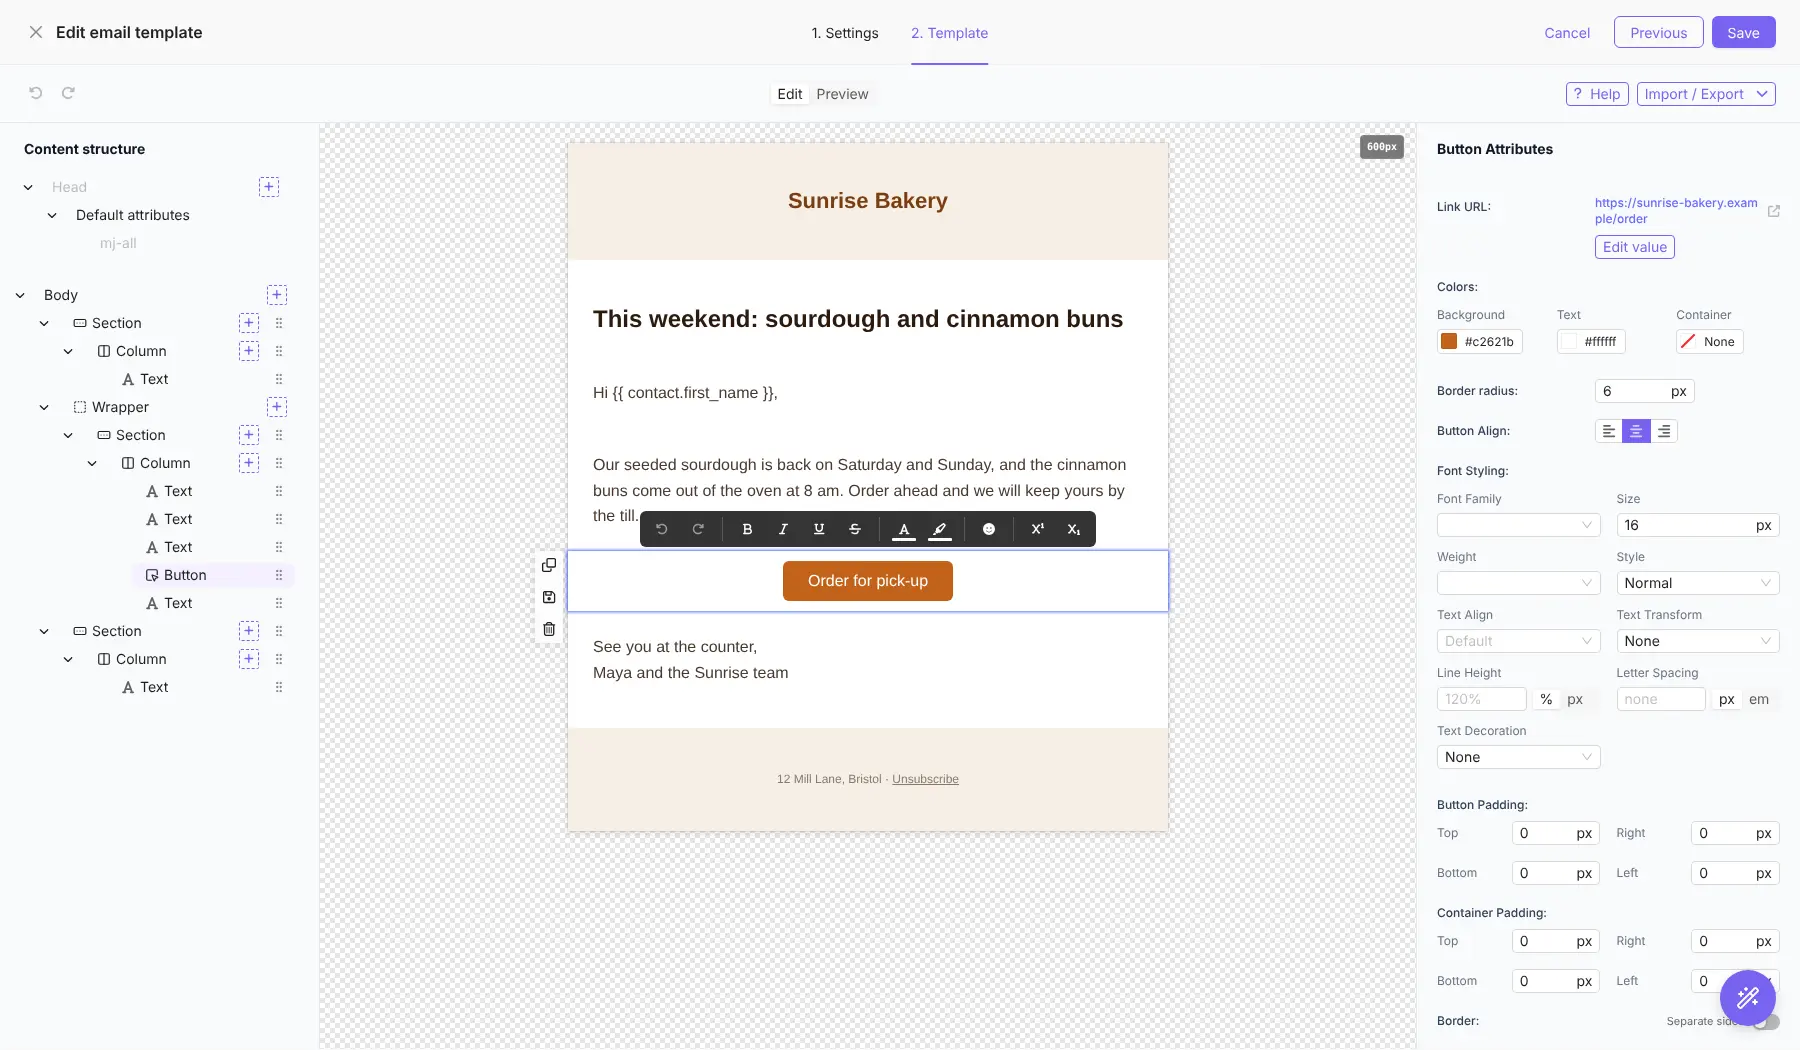 Edit email template
1. Settings
2. Template
Cancel
Previous
Save
Edit
Preview
? Help
Import / Export
Content structure
Head
Default attributes
mj-all
Body
Section
Column
Text
Wrapper
Section
Column
Text
Text
Text
Button
Text
Section
Column
Text
600px
Sunrise Bakery
This weekend: sourdough and cinnamon buns
Hi {{ contact.first_name }},
Our seeded sourdough is back on Saturday and Sunday, and the cinnamon
buns come out of the oven at 8 am. Order ahead and we will keep yours by
the till.
B I U S A X¹ X₁
Order for pick-up
See you at the counter,
Maya and the Sunrise team
12 Mill Lane, Bristol · Unsubscribe
Button Attributes
Link URL:
https://sunrise-bakery.exam
ple/order
Edit value
Colors:
Background
Text
Container
#c2621b
#ffffff
None
Border radius:
6 px
Button Align:
Font Styling:
Font Family
Size
16 px
Weight
Style
Normal
Text Align
Text Transform
Default
None
Line Height
Letter Spacing
120% % px
none px em
Text Decoration
None
Button Padding:
Top 0 px Right 0 px
Bottom 0 px Left 0 px
Container Padding:
Top 0 px Right 0 px
Bottom 0 px Left 0
Border:
Separate